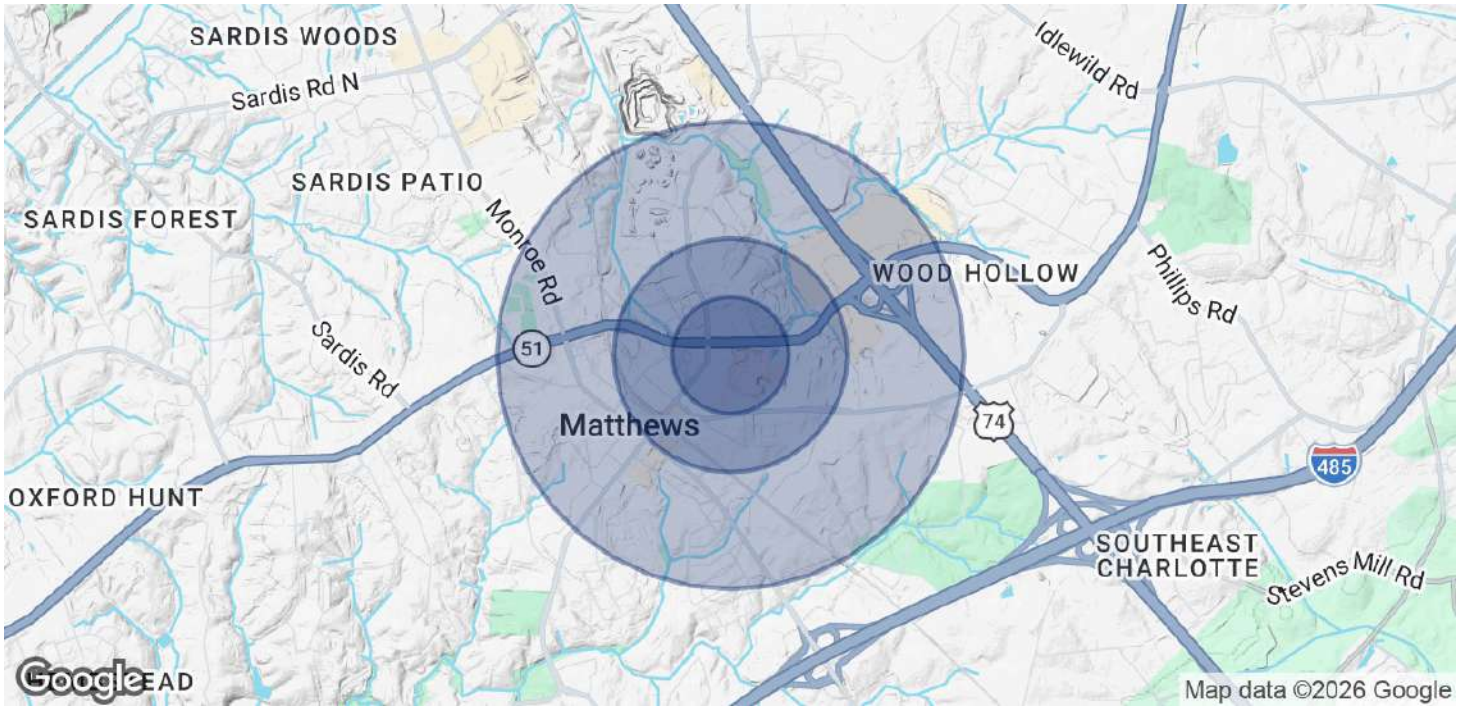 SARDIS WOODS
Idlewild Rd
Sardis Rd N
SARDIS PATIO
SARDIS FOREST
Monroe Rd
WOOD HOLLOW
Phillips Rd
51
Sardis Rd
Matthews
74
485
OXFORD HUNT
SOUTHEAST
CHARLOTTE
Stevens Mill Rd
Google
Map data ©2026 Google